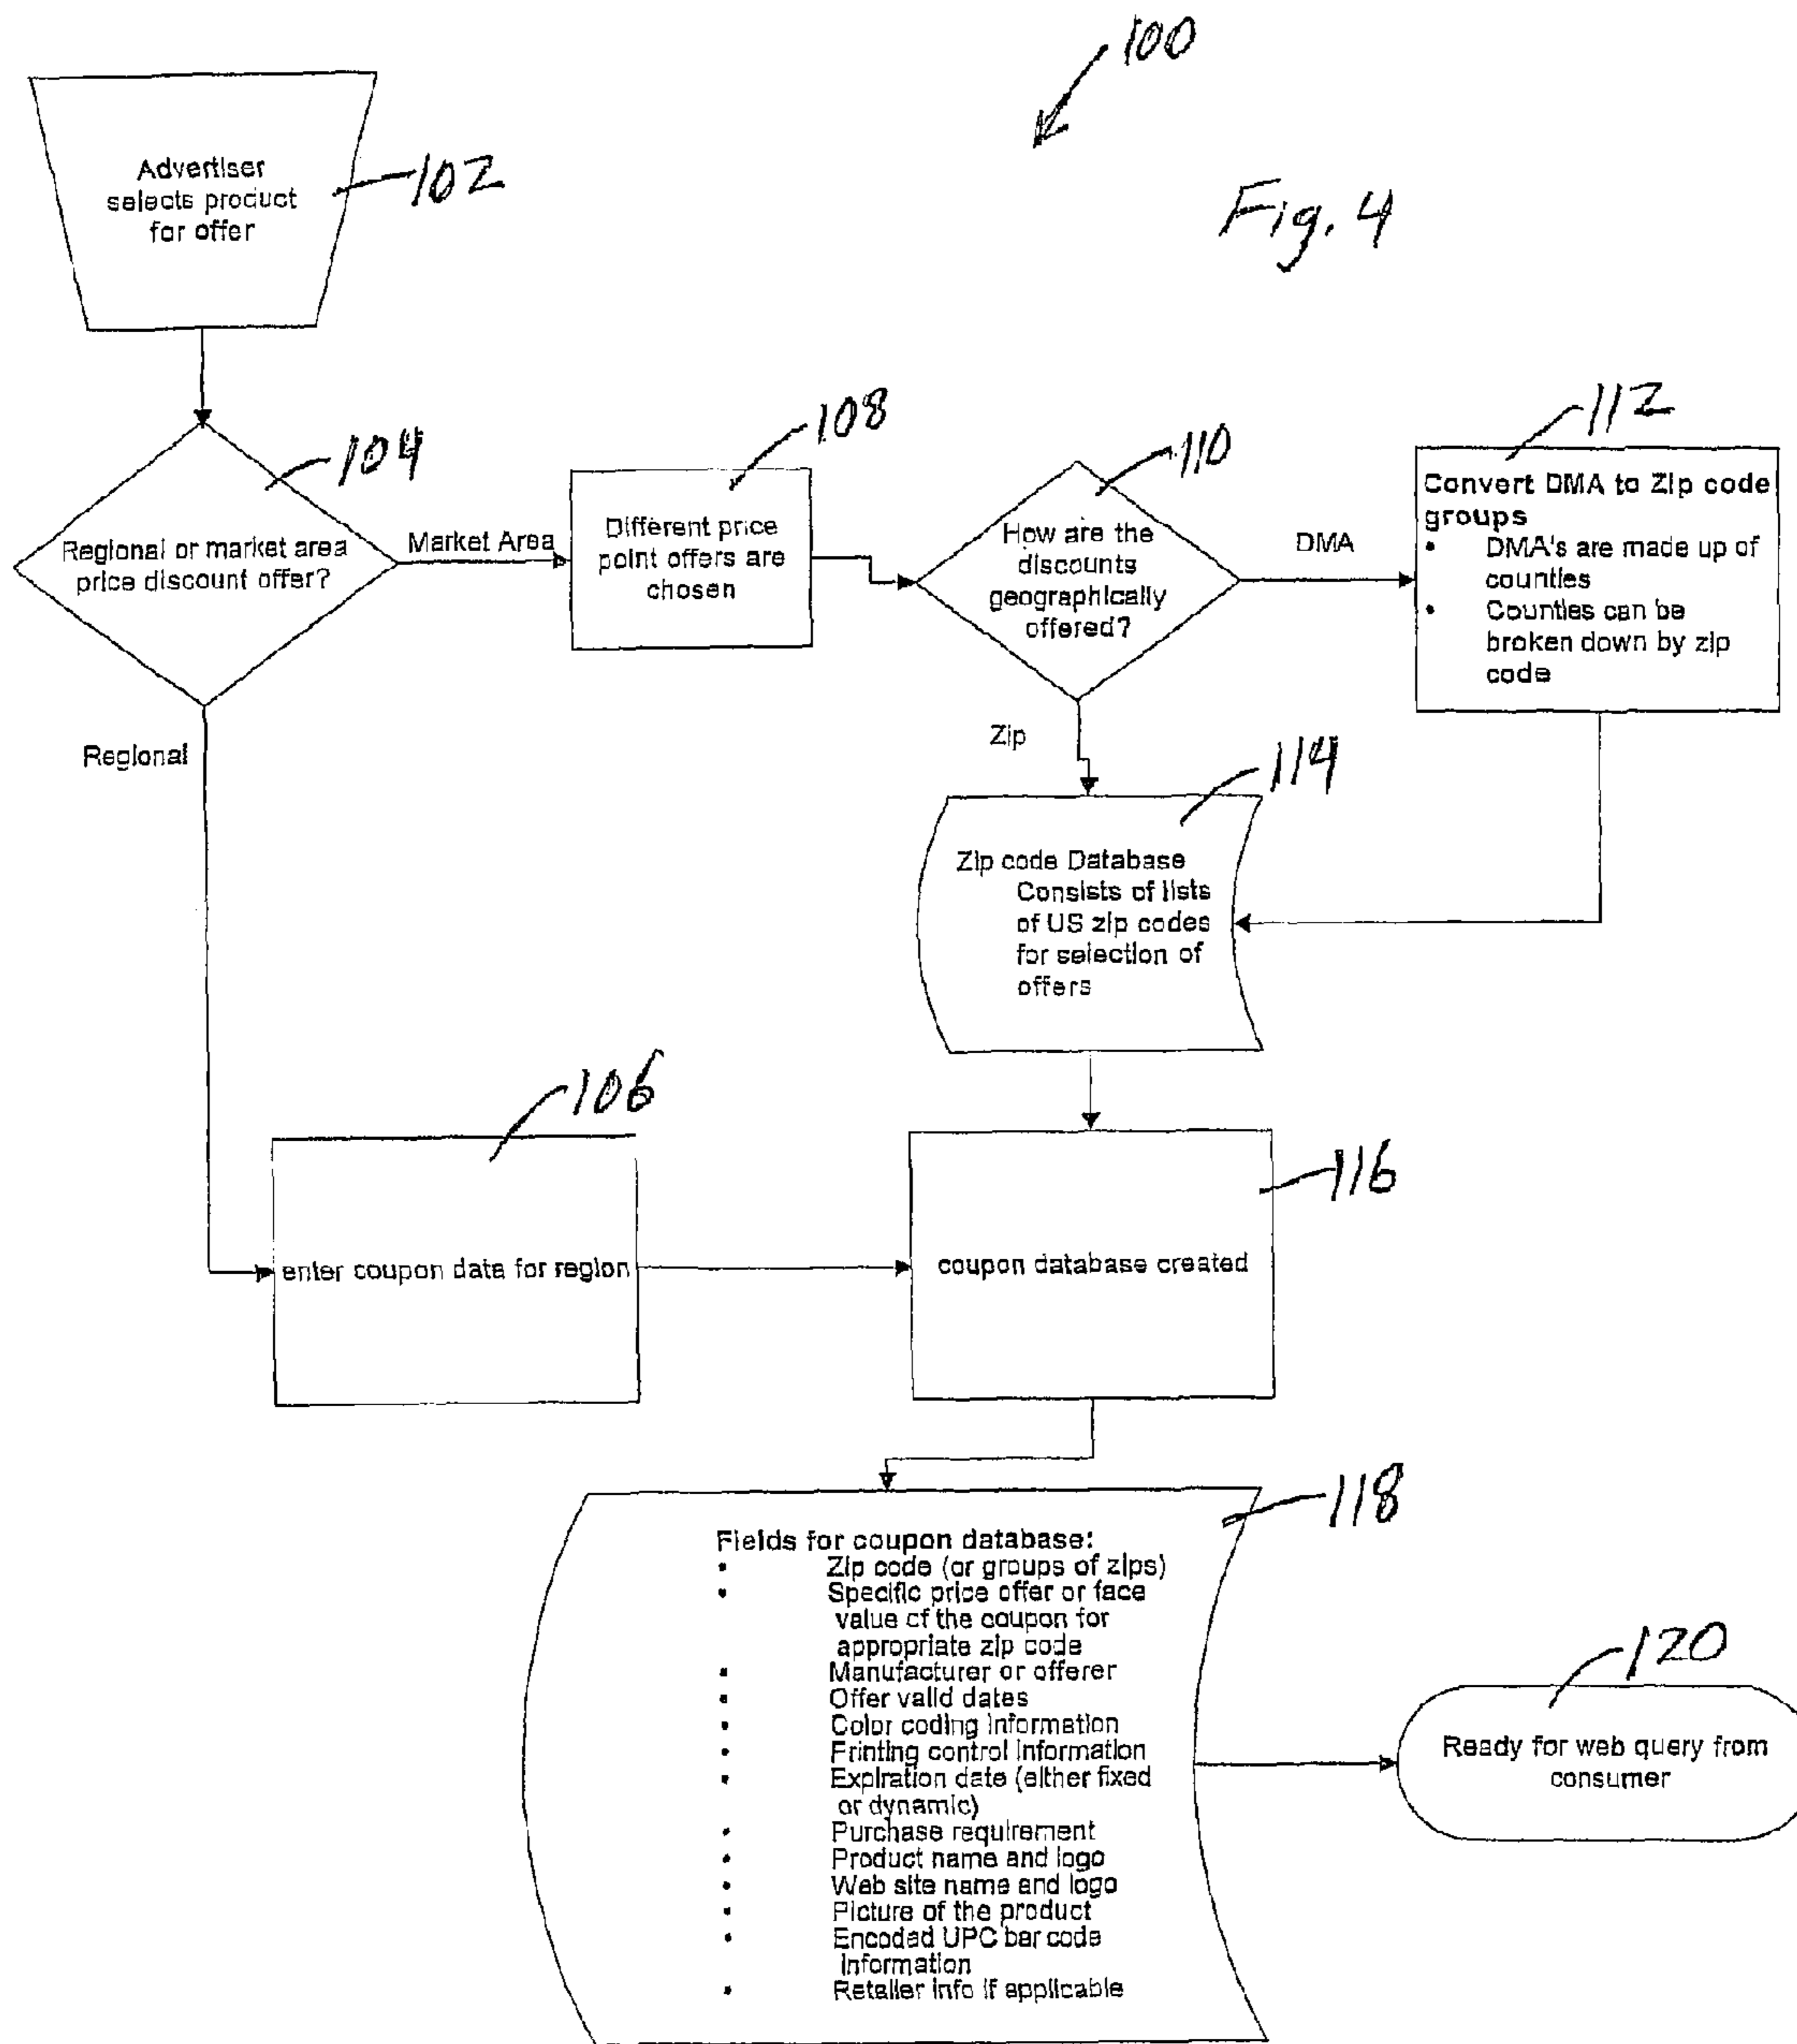 100
Fig. 4
Advertiser
selects product
for offer
102
104
Regional or market area
price discount offer?
Market Area
108
Different price
point offers are
chosen
110
How are the
discounts
geographically
offered?
DMA
112
Convert DMA to Zip code
groups
• DMA's are made up of
counties
• Counties can be
broken down by zip
code
Regional
Zip
114
Zip code Database
Consists of lists
of US zip codes
for selection of
offers
106
enter coupon data for region
116
coupon database created
118
Fields for coupon database:
• Zip code (or groups of zips)
• Specific price offer or face
value of the coupon for
appropriate zip code
• Manufacturer or offerer
• Offer valid dates
• Color coding information
• Printing control information
• Expiration date (either fixed
or dynamic)
• Purchase requirement
• Product name and logo
• Web site name and logo
• Picture of the product
• Encoded UPC bar code
information
• Retailer info if applicable
120
Ready for web query from
consumer